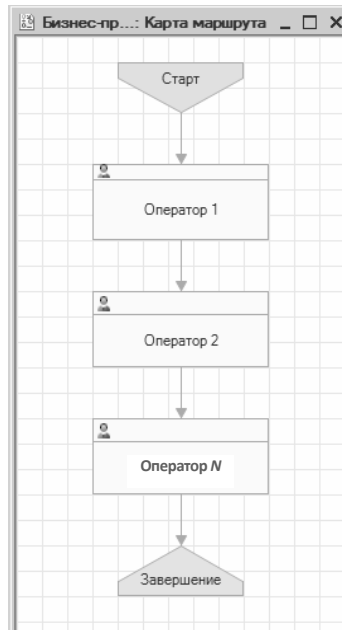 Бизнес-пр...: Карта маршрута
Старт
Оператор 1
Оператор 2
Оператор N
Завершение